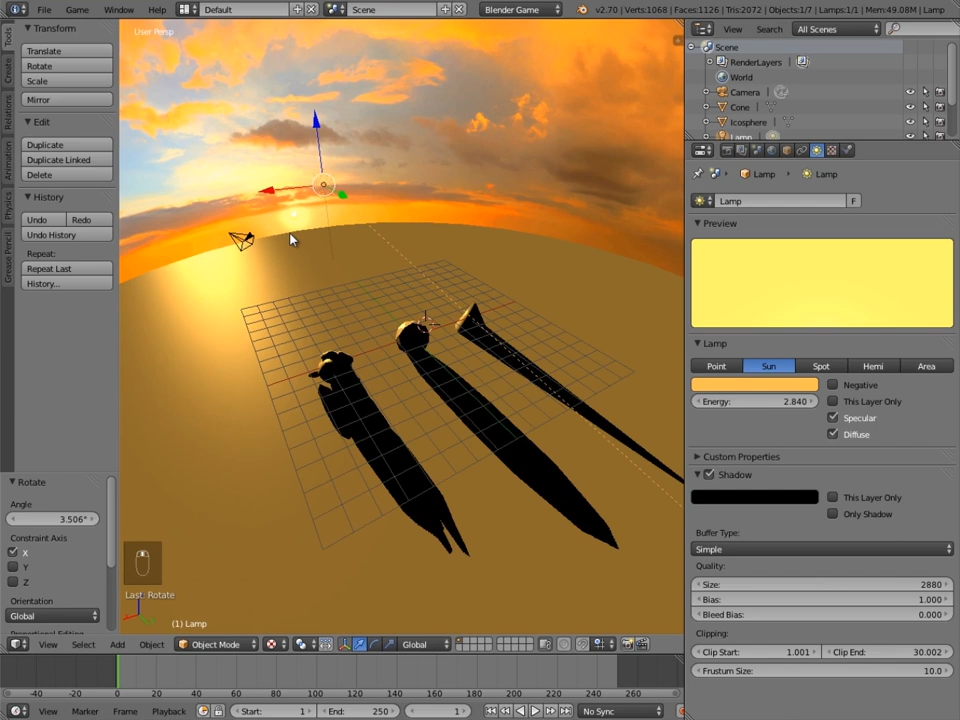 File Add Window Help Default Scene Blender Game v2.70 | Verts:1068 | Faces:1126 | Tris:2072 | Objects:1/7 | Lamps:1/1 | Mem:49.08M | Lamp
Tools
Create
Relations
Animation
Physics
Grease Pencil
Transform
Translate
Rotate
Scale
Mirror
Edit
Duplicate
Duplicate Linked
Delete
History
Undo Redo
Undo History
Repeat:
Repeat Last
History...
Rotate
Angle
3.506°
Constraint Axis
X
Y
Z
Orientation
Global
User Persp
Last: Rotate
(1) Lamp
View Select Add Object Object Mode Global
-40 -20 0 20 40 60 80 100 120 140 160 180 200 220 240 260
View Marker Frame Playback Start: 1 End: 250 1 No Sync
View Search All Scenes
Scene
RenderLayers
World
Camera
Cone
Icosphere
Lamp
Lamp Lamp
Lamp F
Preview
Lamp
Point Sun Spot Hemi Area
Negative
Energy: 2.840 This Layer Only
Specular
Diffuse
Custom Properties
Shadow
This Layer Only
Only Shadow
Buffer Type:
Simple
Quality:
Size: 2880
Bias: 1.000
Bleed Bias: 0.000
Clipping:
Clip Start: 1.001 Clip End: 30.002
Frustum Size: 10.0